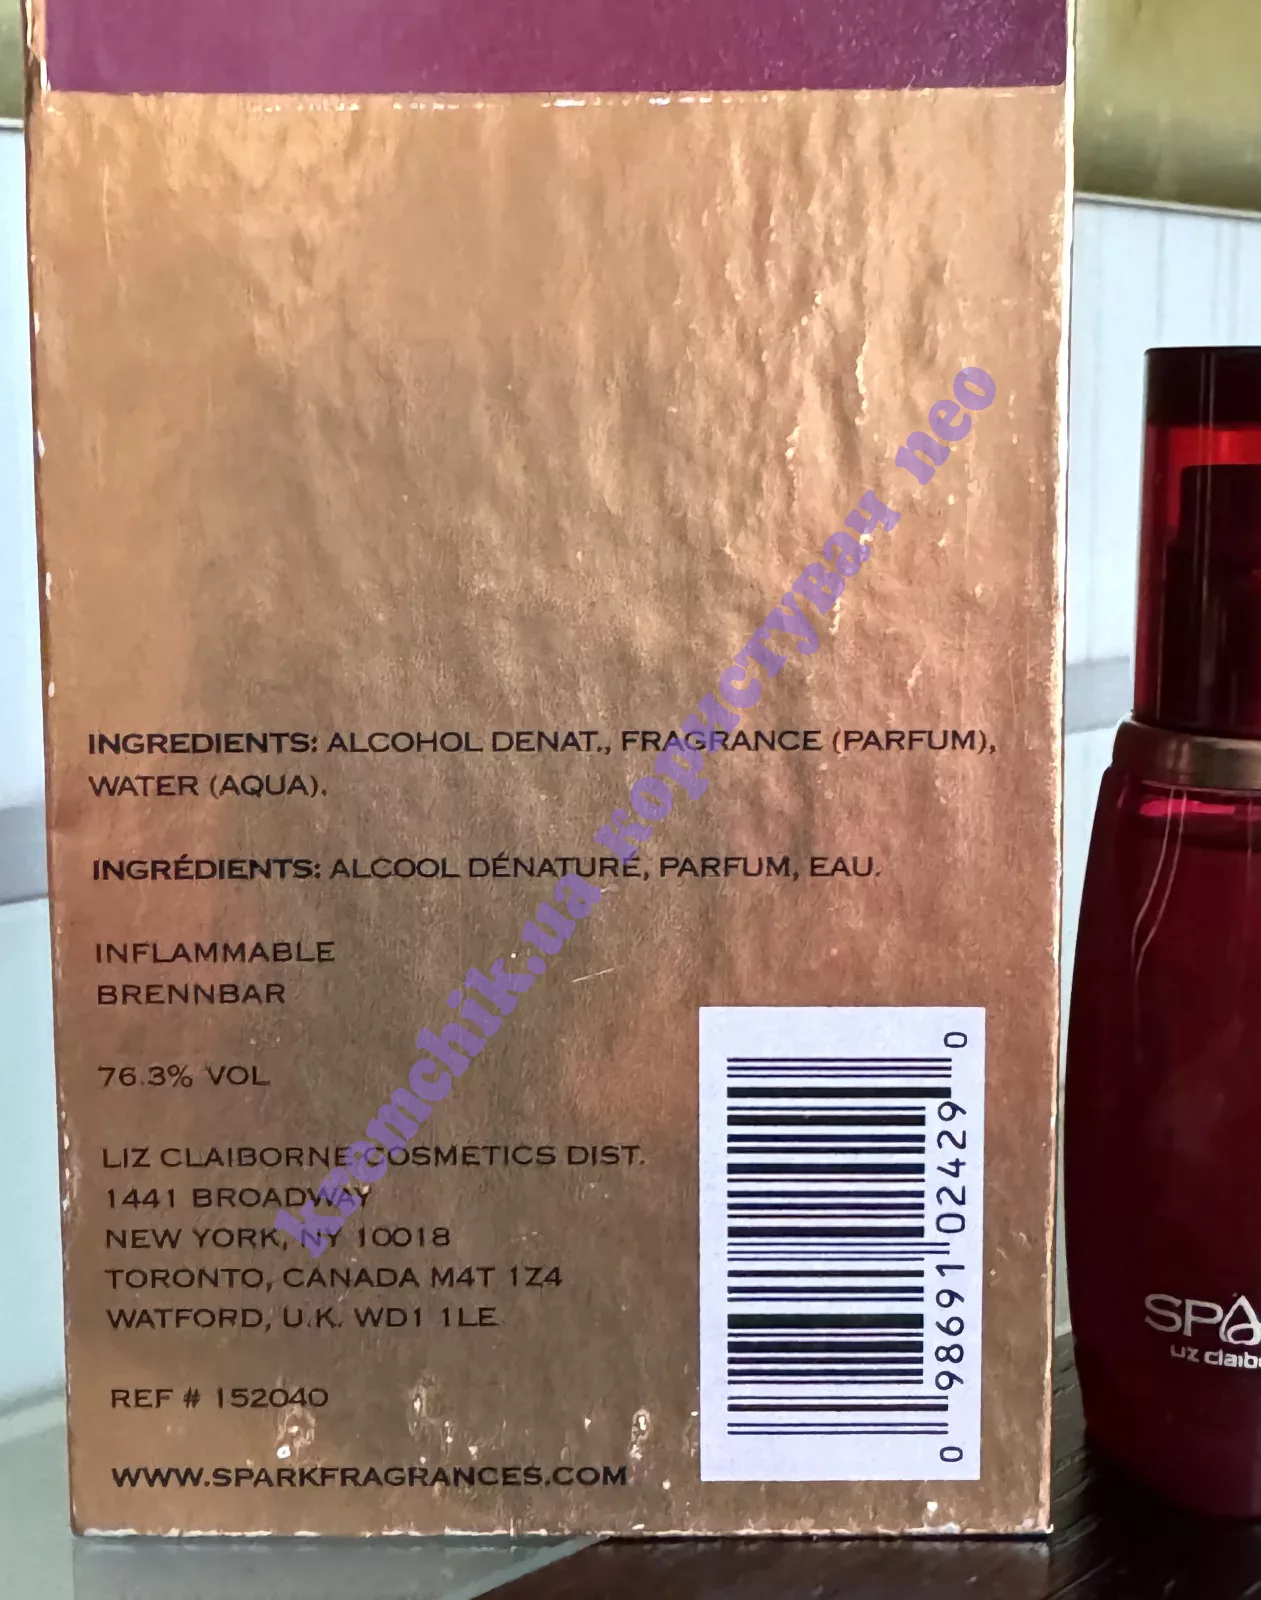 INGREDIENTS: ALCOHOL DENAT., FRAGRANCE (PARFUM),
WATER (AQUA).
INGRÉDIENTS: ALCOOL DÉNATURÉ, PARFUM, EAU.
INFLAMMABLE
BRENNBAR
76.3% VOL
LIZ CLAIBORNE COSMETICS DIST.
1441 BROADWAY
NEW YORK, NY 10018
TORONTO, CANADA M4T 1Z4
WATFORD, U.K. WD1 1LE
REF # 152040
WWW.SPARKFRAGRANCES.COM
0 98691 02429 0
SPA
liz claibo
kremchik.ua користувач neo